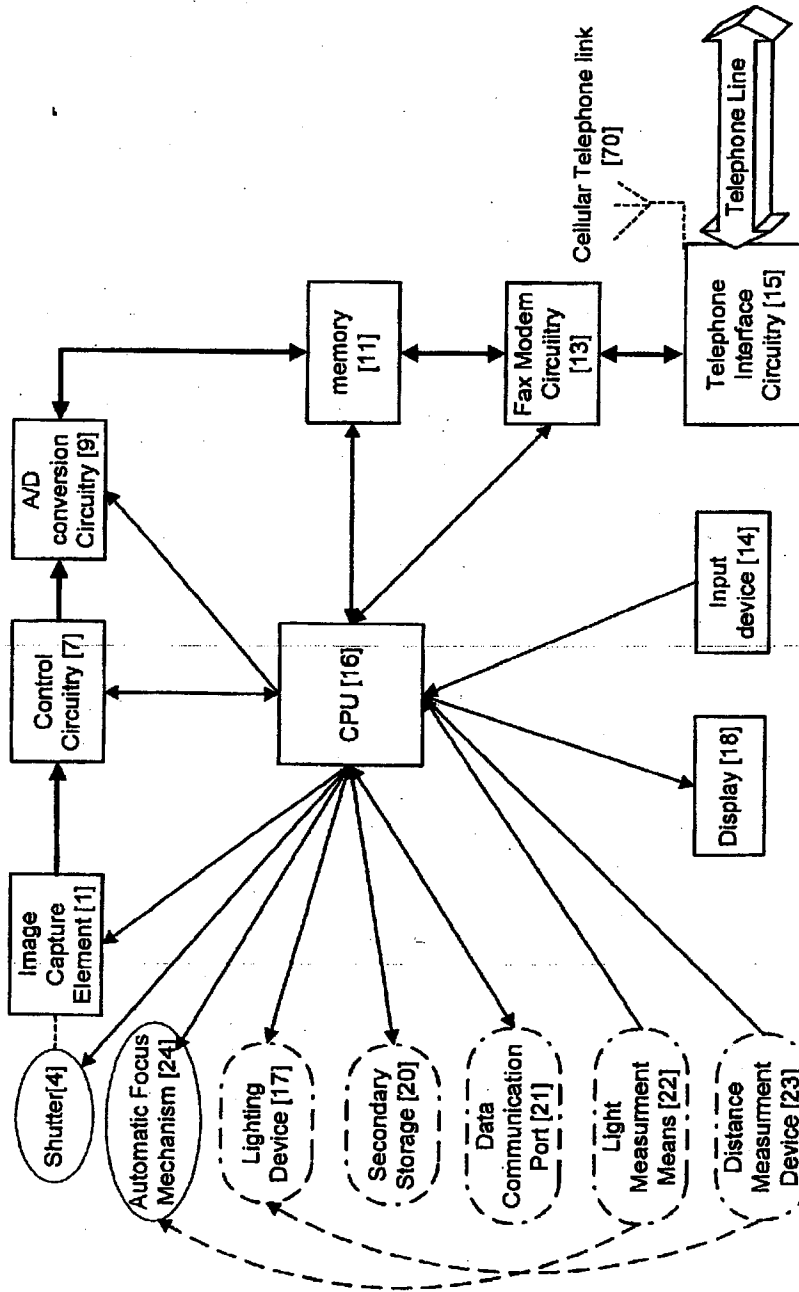 Shutter[4]
Image
Capture
Element [1]
Control
Circuitry [7]
A/D
conversion
Circuitry [9]
Automatic Focus
Mechanism [24]
Lighting
Device [17]
Secondary
Storage [20]
Data
Communication
Port [21]
Light
Measurment
Means [22]
Distance
Measurment
Device [23]
CPU [16]
memory
[11]
Fax Modem
Circuiltry
[13]
Cellular Telephone link
[70]
Display [18]
Input
device [14]
Telephone
Interface
Circuitry [15]
Telephone Line